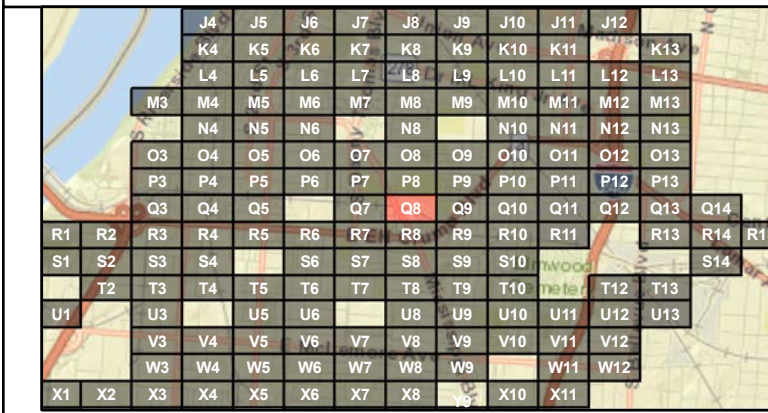 J4 J5 J6 J7 J8 J9 J10 J11 J12
K4 K5 K6 K7 K8 K9 K10 K11 K13
L4 L5 L6 L7 L8 L9 L10 L11 L12 L13
M3 M4 M5 M6 M7 M8 M9 M10 M11 M12 M13
N4 N5 N6 N8 N10 N11 N12 N13
O3 O4 O5 O6 O7 O8 O9 O10 O11 O12 O13
P3 P4 P5 P6 P7 P8 P9 P10 P11 P12 P13
Q3 Q4 Q5 Q7 Q8 Q9 Q10 Q11 Q12 Q13 Q14
R1 R2 R3 R4 R5 R6 R7 R8 R9 R10 R11 R13 R14
S1 S2 S3 S4 S6 S7 S8 S9 S10 S14
T2 T3 T4 T5 T6 T7 T8 T9 T10 T12 T13
U1 U3 U5 U6 U8 U9 U10 U11 U12 U13
V3 V4 V5 V6 V7 V8 V9 V10 V11 V12
W3 W4 W5 W6 W7 W8 W9 W11 W12
X1 X2 X3 X4 X5 X6 X7 X8 Y9 X10 X11